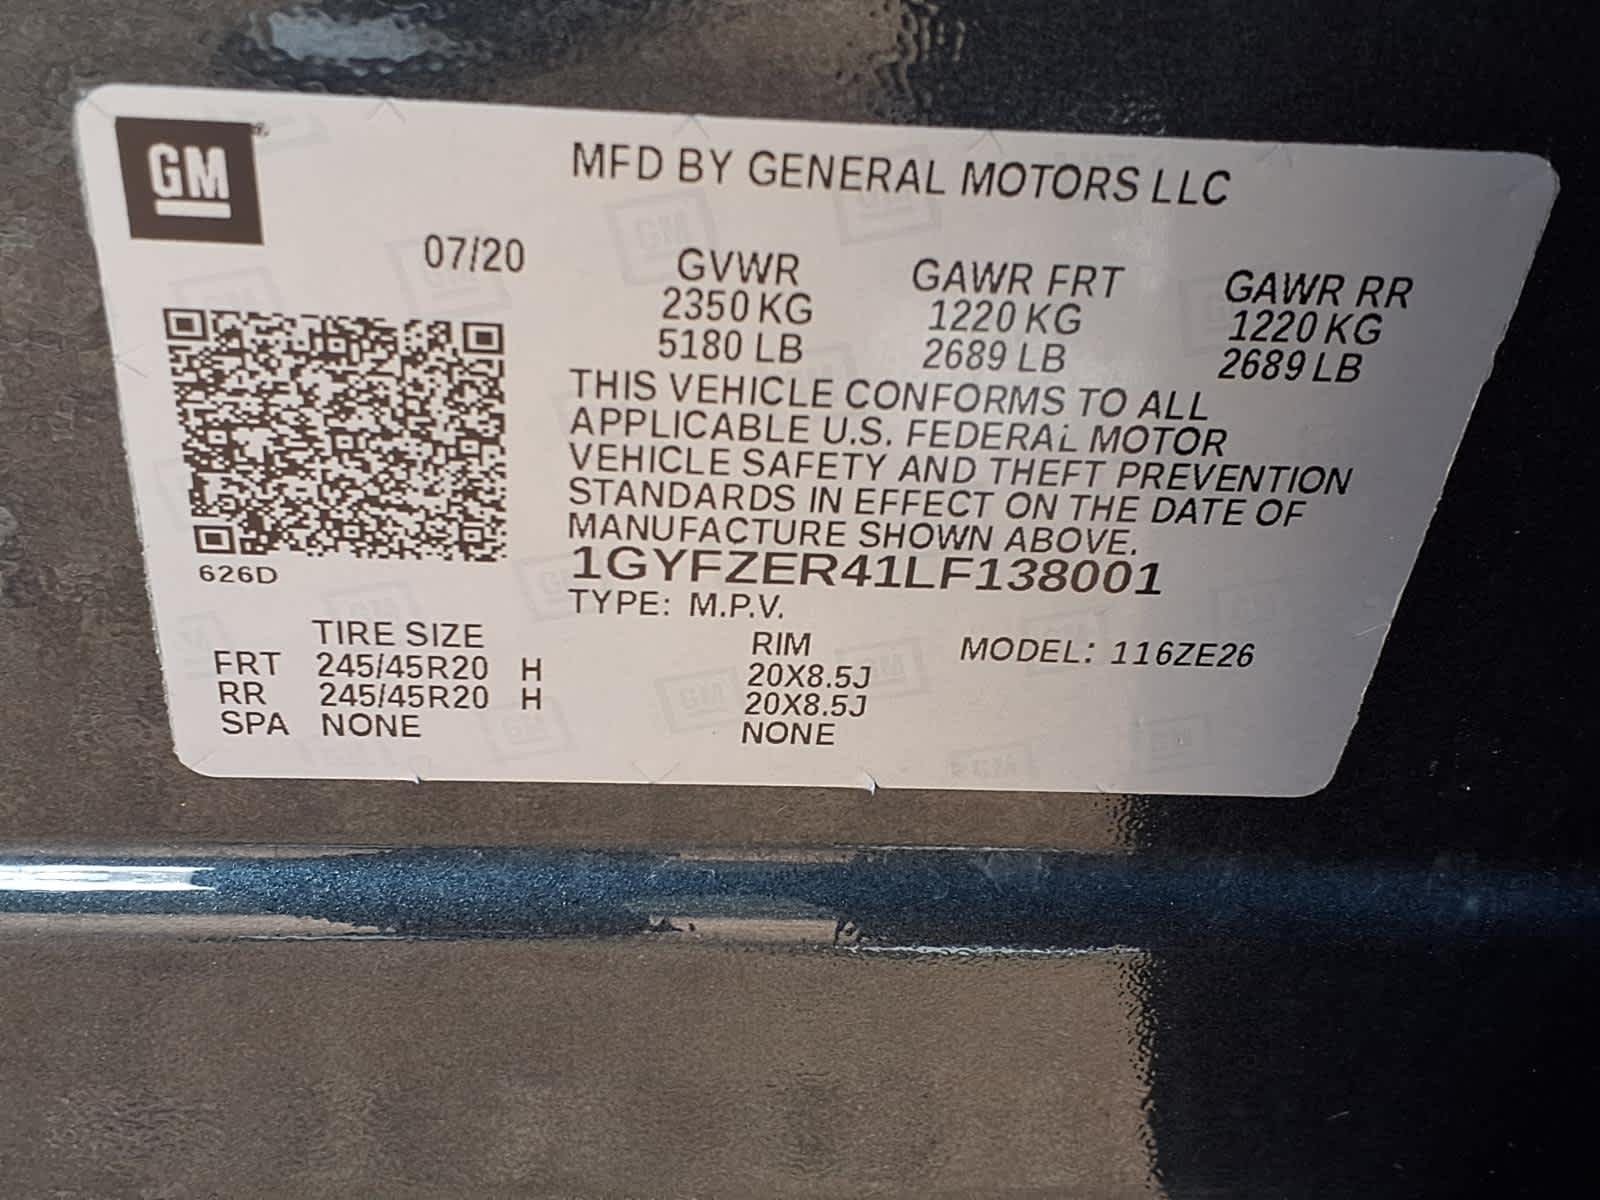 GM
MFD BY GENERAL MOTORS LLC
07/20
GVWR GAWR FRT GAWR RR
2350 KG 1220 KG 1220 KG
5180 LB 2689 LB 2689 LB
THIS VEHICLE CONFORMS TO ALL
APPLICABLE U.S. FEDERAL MOTOR
VEHICLE SAFETY AND THEFT PREVENTION
STANDARDS IN EFFECT ON THE DATE OF
MANUFACTURE SHOWN ABOVE.
626D
1GYFZER41LF138001
TYPE: M.P.V.
TIRE SIZE RIM MODEL: 116ZE26
FRT 245/45R20 H 20X8.5J
RR 245/45R20 H 20X8.5J
SPA NONE NONE